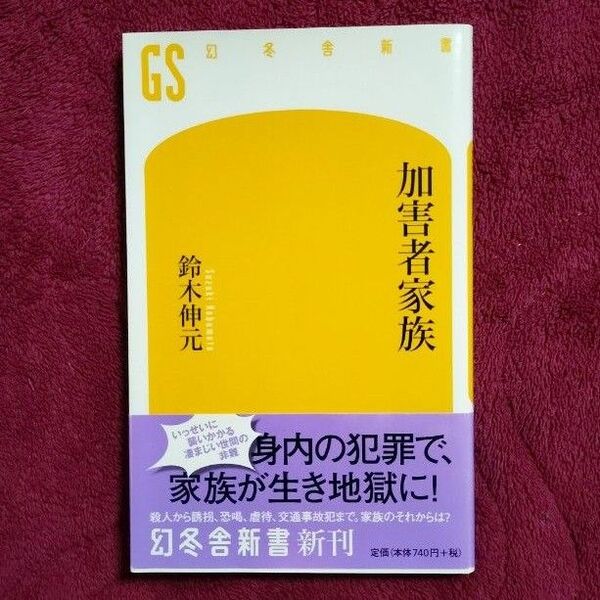 GS
幻冬舎新書
加害者家族
鈴木伸元
Suzuki Nobumoto
いっせいに
襲いかかる
凄まじい世間の
非難
身内の犯罪で、
家族が生き地獄に!
殺人から誘拐、恐喝、虐待、交通事故犯まで。家族のそれからは?
幻冬舎新書 新刊
定価(本体740円+税)